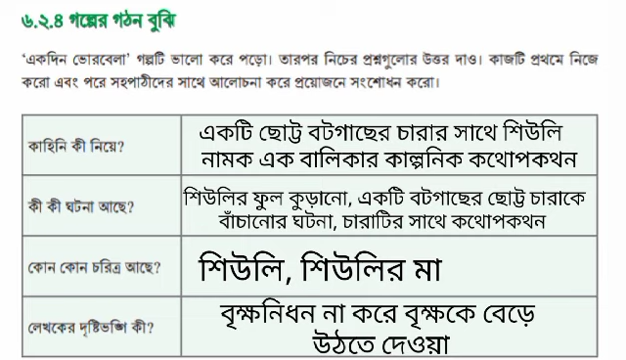 ৬.২.৪ গল্পের গঠন বুঝি
'একদিন ভোরবেলা' গল্পটি ভালো করে পড়ো। তারপর নিচের প্রশ্নগুলোর উত্তর দাও। কাজটি প্রথমে নিজে
করো এবং পরে সহপাঠীদের সাথে আলোচনা করে প্রয়োজনে সংশোধন করো।
কাহিনি কী নিয়ে?
একটি ছোট্ট বটগাছের চারার সাথে শিউলি
নামক এক বালিকার কাল্পনিক কথোপকথন
কী কী ঘটনা আছে?
শিউলির ফুল কুড়ানো, একটি বটগাছের ছোট্ট চারাকে
বাঁচানোর ঘটনা, চারাটির সাথে কথোপকথন
কোন কোন চরিত্র আছে?
শিউলি, শিউলির মা
লেখকের দৃষ্টিভঙ্গি কী?
বৃক্ষনিধন না করে বৃক্ষকে বেড়ে
উঠতে দেওয়া